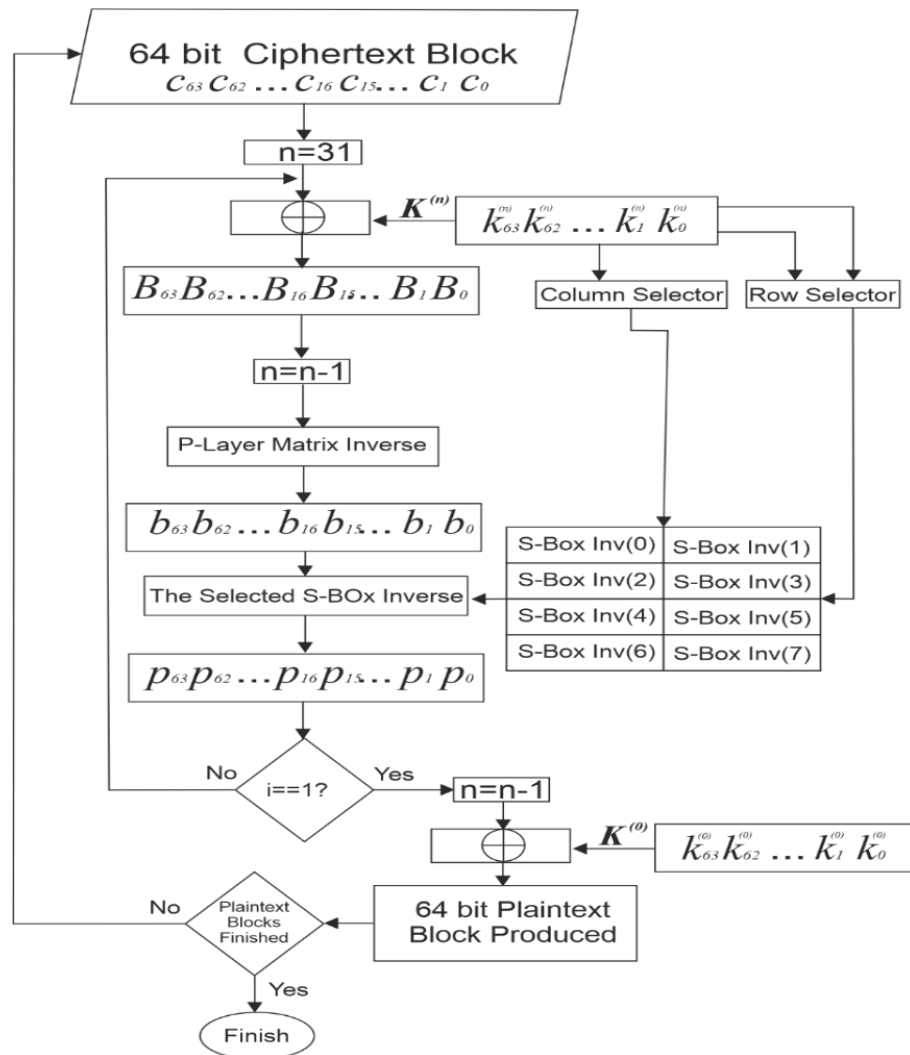 64 bit Ciphertext Block
c₆₃ c₆₂ ... c₁₆ c₁₅... c₁ c₀
n=31
K⁽ⁿ⁾
k₆₃⁽ⁿ⁾ k₆₂⁽ⁿ⁾ ... k₁⁽ⁿ⁾ k₀⁽ⁿ⁾
B₆₃ B₆₂...B₁₆ B₁₅.. B₁ B₀
Column Selector
Row Selector
n=n-1
P-Layer Matrix Inverse
b₆₃ b₆₂ ... b₁₆ b₁₅... b₁ b₀
S-Box Inv(0)
S-Box Inv(1)
S-Box Inv(2)
S-Box Inv(3)
The Selected S-BOx Inverse
S-Box Inv(4)
S-Box Inv(5)
S-Box Inv(6)
S-Box Inv(7)
p₆₃ p₆₂ ... p₁₆ p₁₅... p₁ p₀
No
i==1?
Yes
n=n-1
K⁽⁰⁾
k₆₃⁽⁰⁾ k₆₂⁽⁰⁾ ... k₁⁽⁰⁾ k₀⁽⁰⁾
No
Plaintext
Blocks
Finished
64 bit Plaintext
Block Produced
Yes
Finish